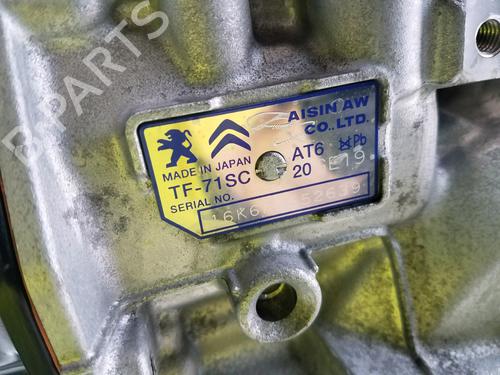 B-PARTS
AISIN AW
CO., LTD.
MADE IN JAPAN
AT6 Pb
TF-71SC
20 E19
SERIAL NO.
16K6 52639